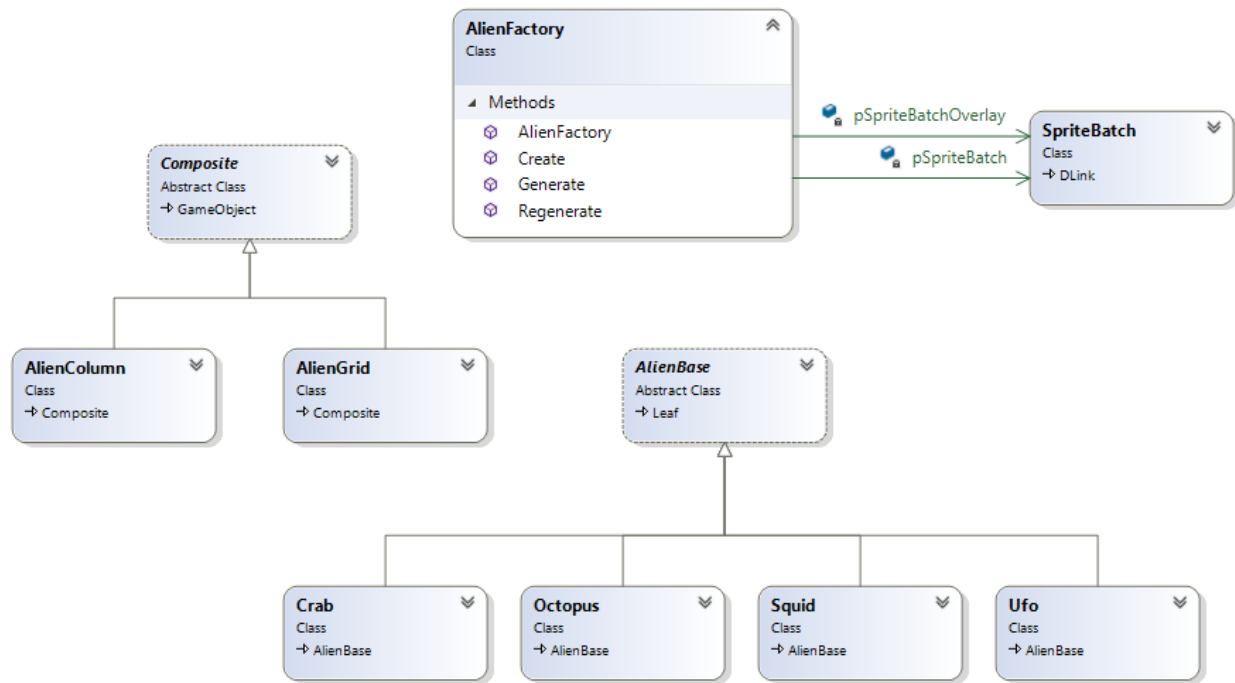 AlienFactory
Class
Methods
AlienFactory
Create
Generate
Regenerate
pSpriteBatchOverlay
pSpriteBatch
SpriteBatch
Class
DLink
Composite
Abstract Class
GameObject
AlienColumn
Class
Composite
AlienGrid
Class
Composite
AlienBase
Abstract Class
Leaf
Crab
Class
AlienBase
Octopus
Class
AlienBase
Squid
Class
AlienBase
Ufo
Class
AlienBase